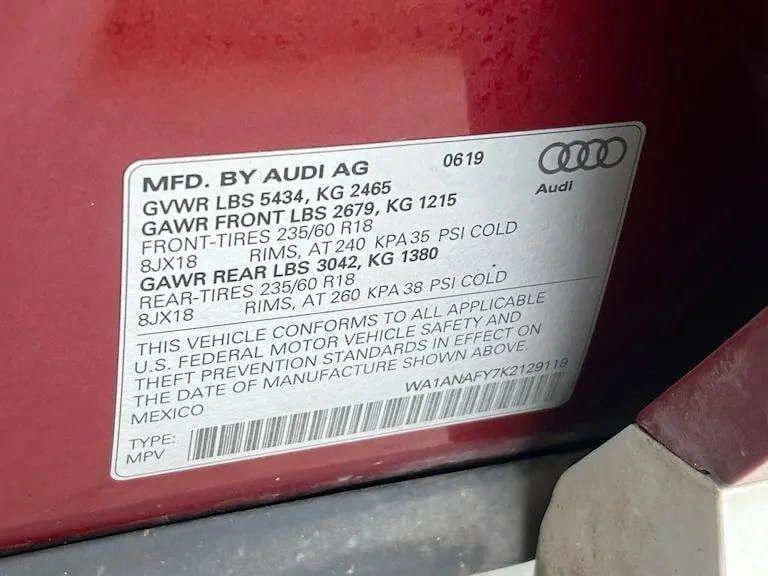 MFD. BY AUDI AG 0619
Audi
GVWR LBS 5434, KG 2465
GAWR FRONT LBS 2679, KG 1215
FRONT-TIRES 235/60 R18
8JX18 RIMS, AT 240 KPA 35 PSI COLD
GAWR REAR LBS 3042, KG 1380
REAR-TIRES 235/60 R18
8JX18 RIMS, AT 260 KPA 38 PSI COLD
THIS VEHICLE CONFORMS TO ALL APPLICABLE
U.S. FEDERAL MOTOR VEHICLE SAFETY AND
THEFT PREVENTION STANDARDS IN EFFECT ON
THE DATE OF MANUFACTURE SHOWN ABOVE.
MEXICO WA1ANAFY7K2129119
TYPE:
MPV